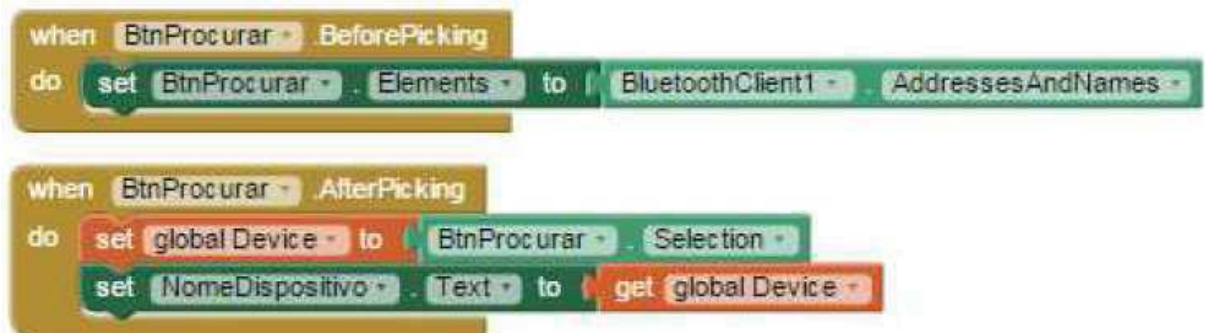 when BtnProcurar .BeforePicking
do set BtnProcurar . Elements to BluetoothClient1 . AddressesAndNames
when BtnProcurar .AfterPicking
do set global Device to BtnProcurar . Selection
set NomeDispositivo . Text to get global Device